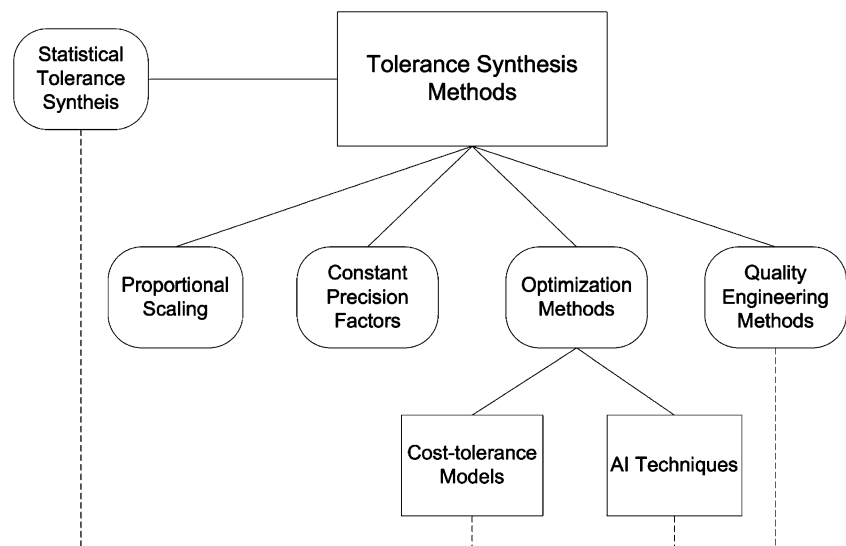 Statistical
Tolerance
Syntheis
Tolerance Synthesis
Methods
Proportional
Scaling
Constant
Precision
Factors
Optimization
Methods
Quality
Engineering
Methods
Cost-tolerance
Models
AI Techniques